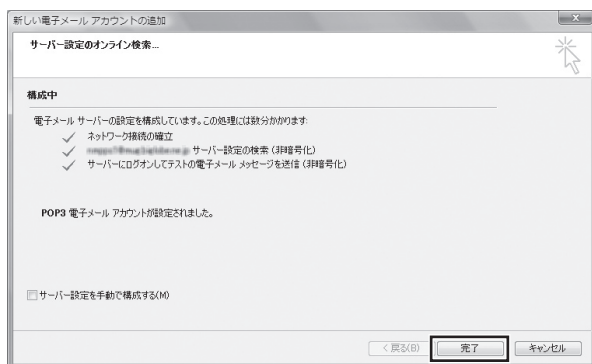 新しい電子メール アカウントの追加
サーバー設定のオンライン検索...
構成中
電子メール サーバーの設定を構成しています。この処理には数分かかります:
ネットワーク接続の確立
サーバー設定の検索 (非暗号化)
サーバーにログオンしてテストの電子メール メッセージを送信 (非暗号化)
POP3 電子メール アカウントが設定されました。
サーバー設定を手動で構成する(M)
< 戻る(B)
完了
キャンセル